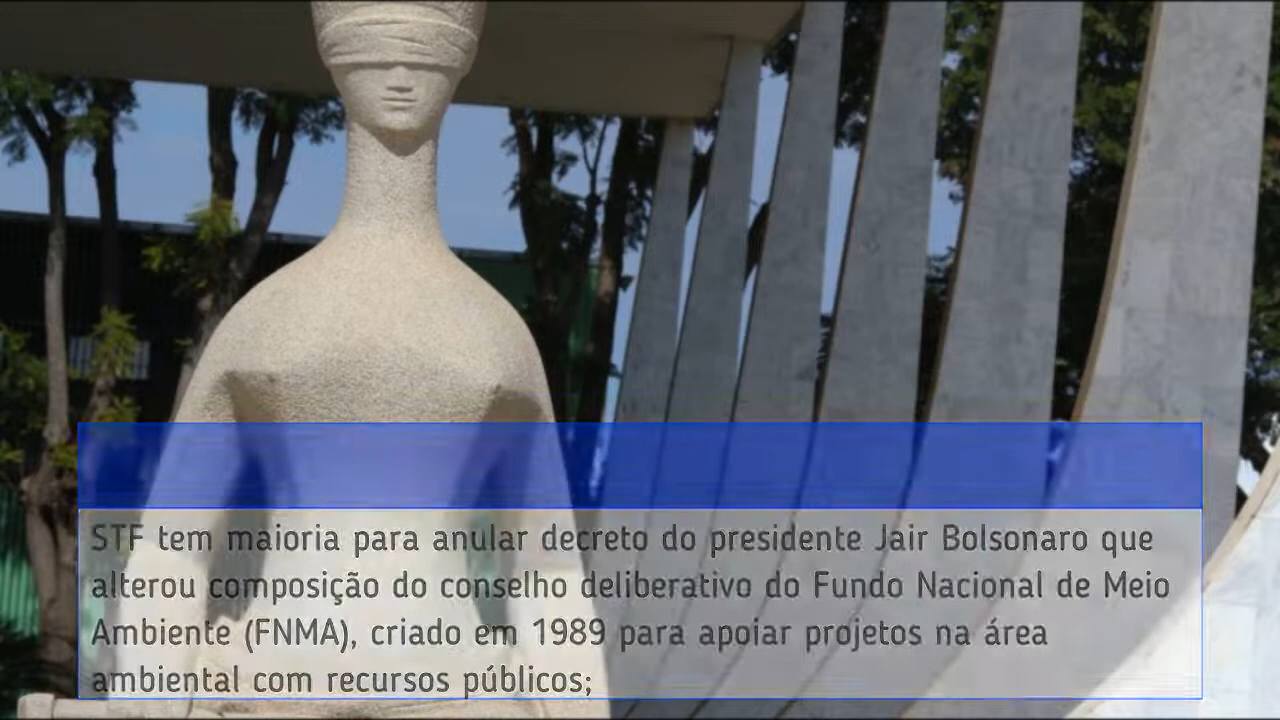 STF tem maioria para anular decreto do presidente Jair Bolsonaro que
alterou composição do conselho deliberativo do Fundo Nacional de Meio
Ambiente (FNMA), criado em 1989 para apoiar projetos na área
ambiental com recursos públicos;